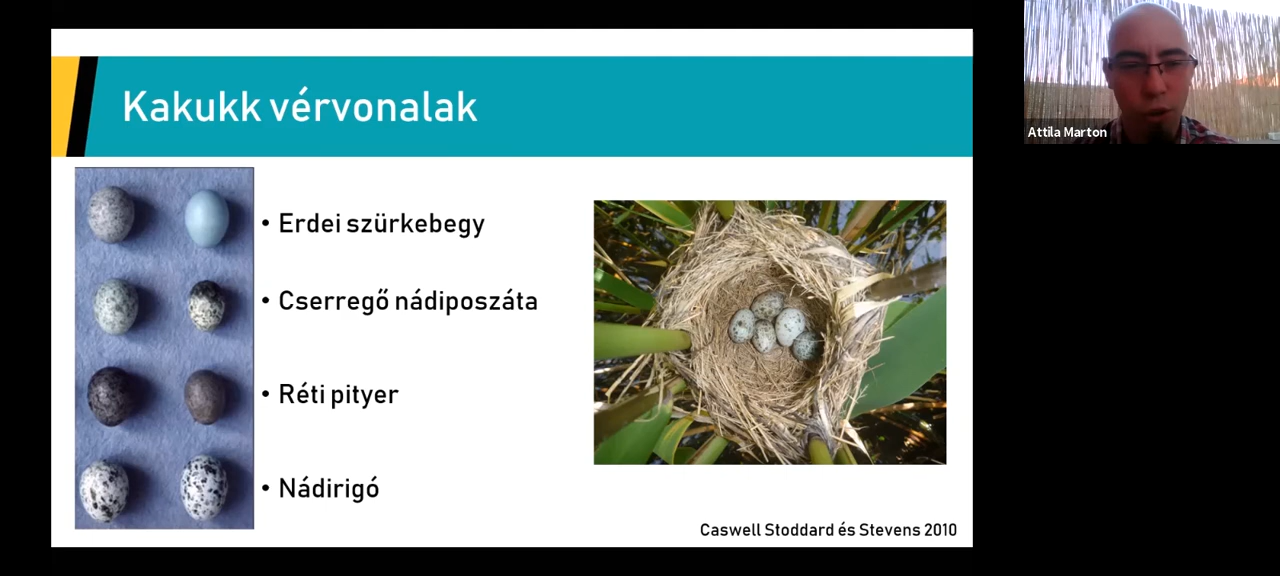 Kakukk vérvonalak
Attila Marton
• Erdei szürkebegy
• Cserregő nádiposzáta
• Réti pityer
• Nádirigó
Caswell Stoddard és Stevens 2010